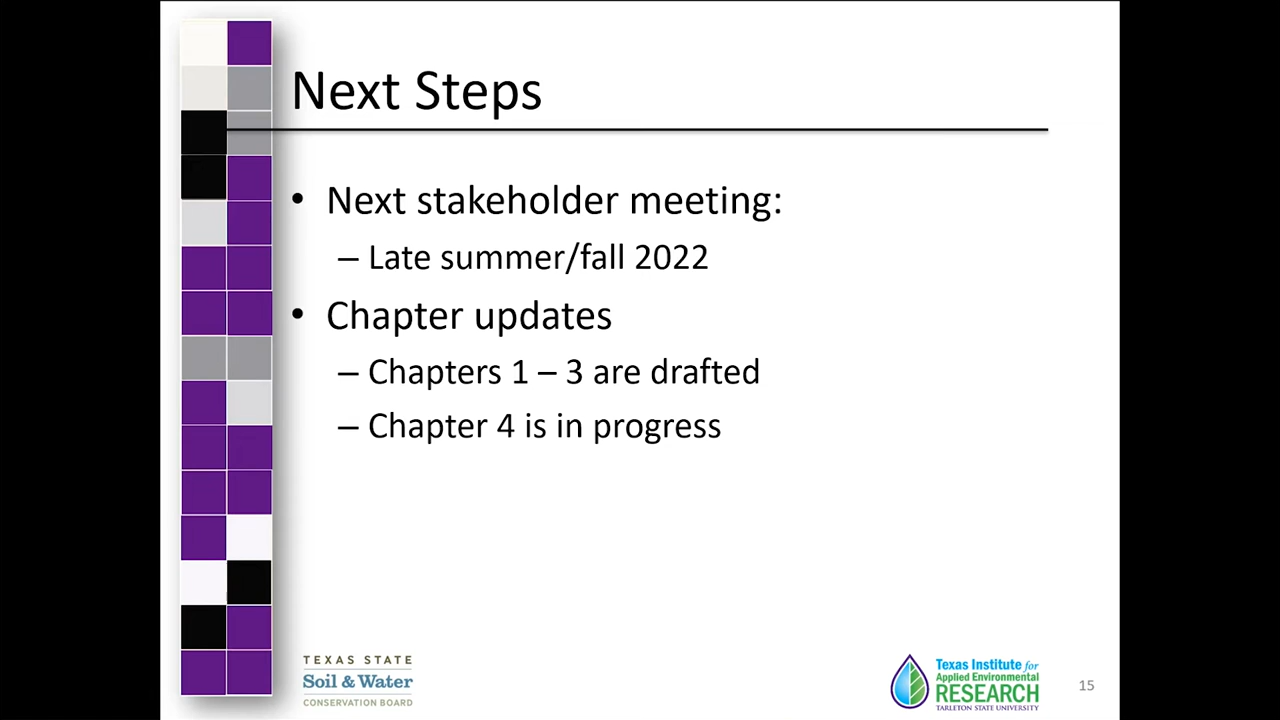 Next Steps
• Next stakeholder meeting:
– Late summer/fall 2022
• Chapter updates
– Chapters 1 – 3 are drafted
– Chapter 4 is in progress
TEXAS STATE
Soil & Water
CONSERVATION BOARD
Texas Institute for
Applied Environmental
RESEARCH
TARLETON STATE UNIVERSITY
15